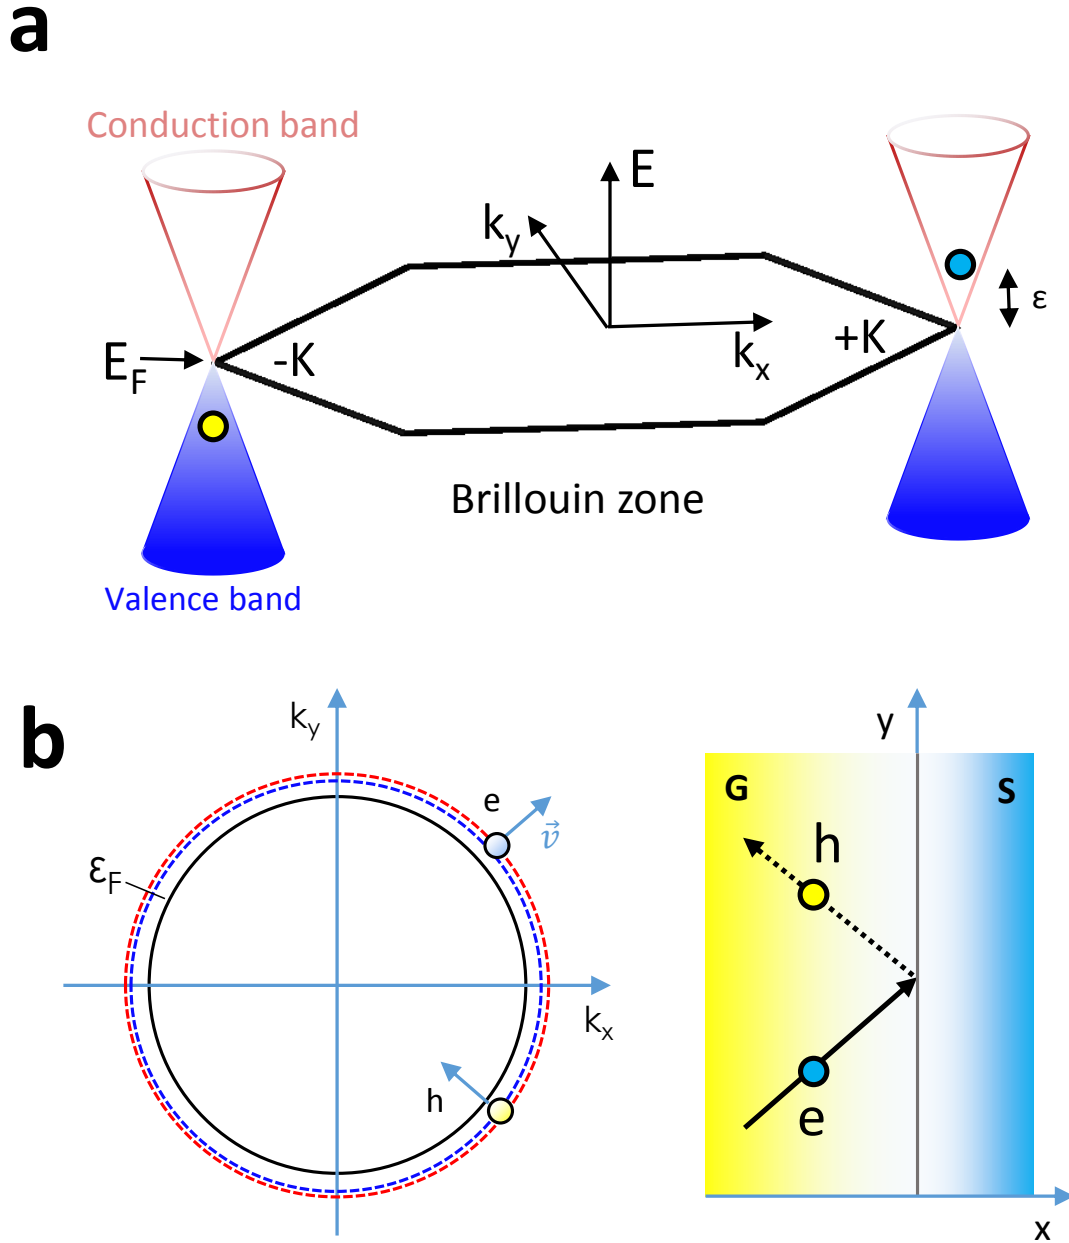 a
Conduction band
E
k_y
ε
E_F
-K
+K
k_x
Brillouin zone
Valence band
b
k_y
y
e
v⃗
G
S
h
ε_F
k_x
h
e
x